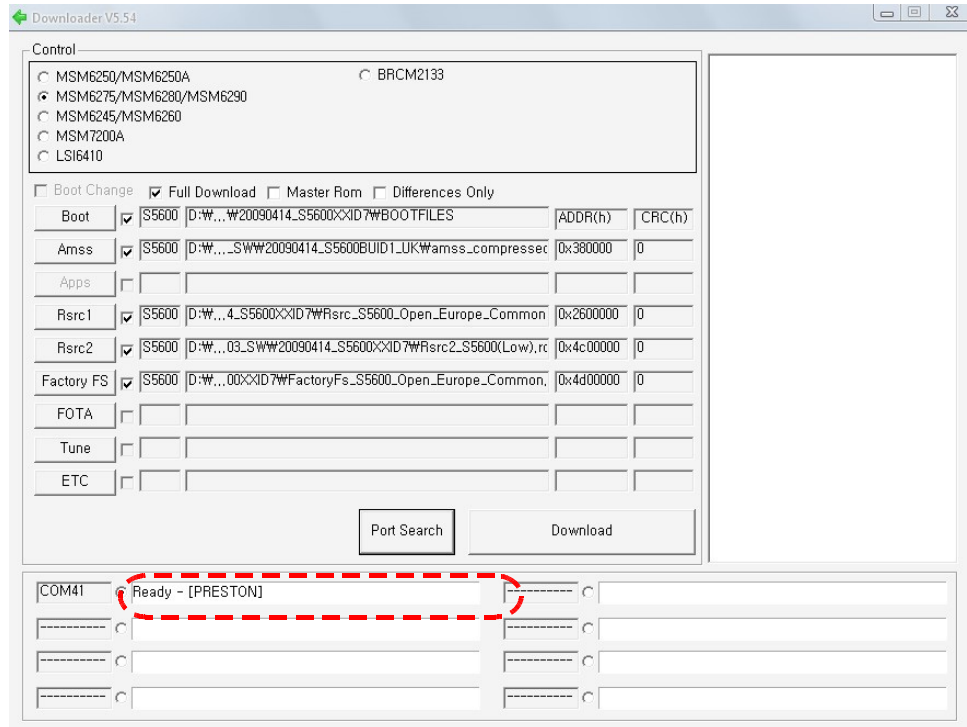 Downloader V5.54
Control
MSM6250/MSM6250A
BRCM2133
MSM6275/MSM6280/MSM6290
MSM6245/MSM6260
MSM7200A
LSI6410
Boot Change Full Download Master Rom Differences Only
Boot S5600 D:₩,,,₩20090414_S5600XXID7₩BOOTFILES ADDR(h) CRC(h)
Amss S5600 D:₩,,,_SW₩20090414_S5600BUID1_UK₩amss_compressed 0x380000 0
Apps
Rsrc1 S5600 D:₩,,,4_S5600XXID7₩Rsrc_S5600_Open_Europe_Common 0x2600000 0
Rsrc2 S5600 D:₩,,,03_SW₩20090414_S5600XXID7₩Rsrc2_S5600(Low),rc 0x4c00000 0
Factory FS S5600 D:₩,,,00XXID7₩FactoryFs_S5600_Open_Europe_Common, 0x4d00000 0
FOTA
Tune
ETC
Port Search Download
COM41 Ready - [PRESTON] ----------
---------- ----------
---------- ----------
---------- ----------